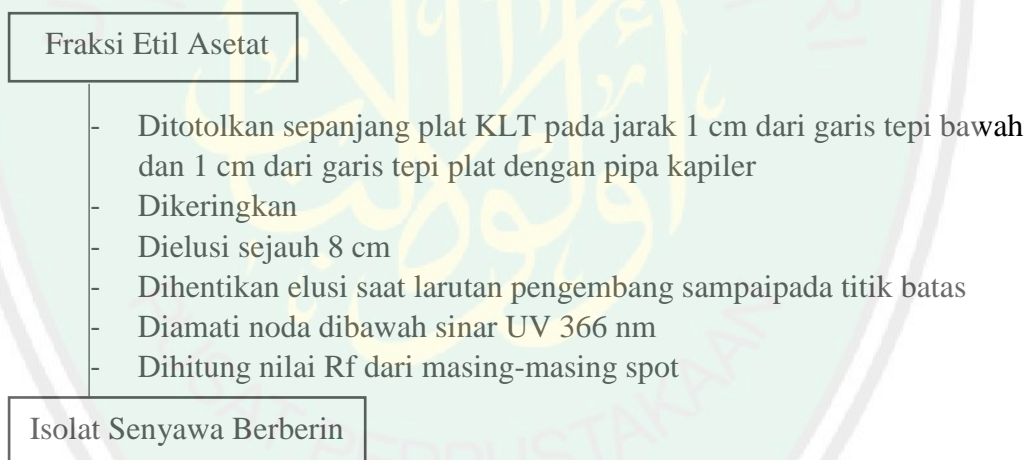 Fraksi Etil Asetat
- Ditotolkan sepanjang plat KLT pada jarak 1 cm dari garis tepi bawah
dan 1 cm dari garis tepi plat dengan pipa kapiler
- Dikeringkan
- Dielusi sejauh 8 cm
- Dihentikan elusi saat larutan pengembang sampaipada titik batas
- Diamati noda dibawah sinar UV 366 nm
- Dihitung nilai Rf dari masing-masing spot
Isolat Senyawa Berberin